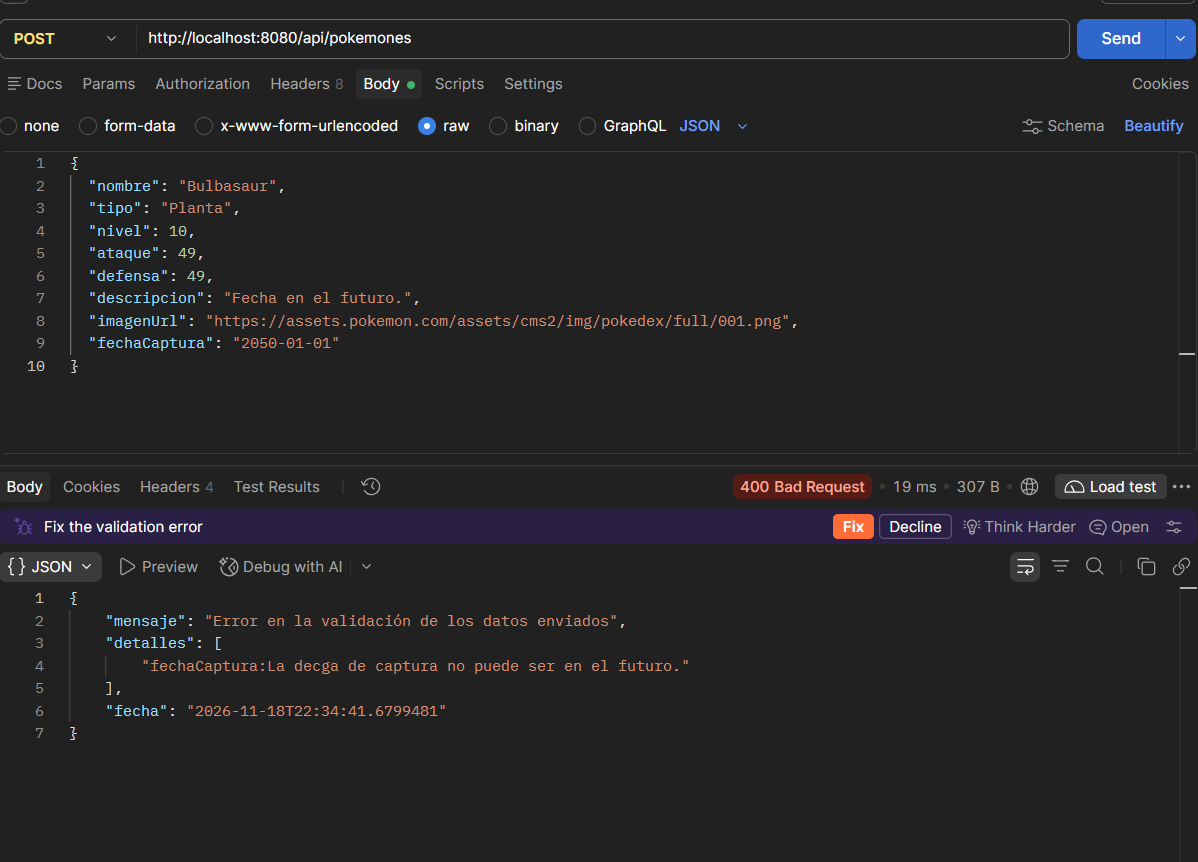 POST http://localhost:8080/api/pokemones Send
Docs Params Authorization Headers 8 Body Scripts Settings Cookies
none form-data x-www-form-urlencoded raw binary GraphQL JSON Schema Beautify
1 {
2 "nombre": "Bulbasaur",
3 "tipo": "Planta",
4 "nivel": 10,
5 "ataque": 49,
6 "defensa": 49,
7 "descripcion": "Fecha en el futuro.",
8 "imagenUrl": "https://assets.pokemon.com/assets/cms2/img/pokedex/full/001.png",
9 "fechaCaptura": "2050-01-01"
10 }
Body Cookies Headers 4 Test Results 400 Bad Request 19 ms 307 B Load test
Fix the validation error Fix Decline Think Harder Open
{} JSON Preview Debug with AI
1 {
2 "mensaje": "Error en la validación de los datos enviados",
3 "detalles": [
4 "fechaCaptura:La decga de captura no puede ser en el futuro."
5 ],
6 "fecha": "2026-11-18T22:34:41.6799481"
7 }